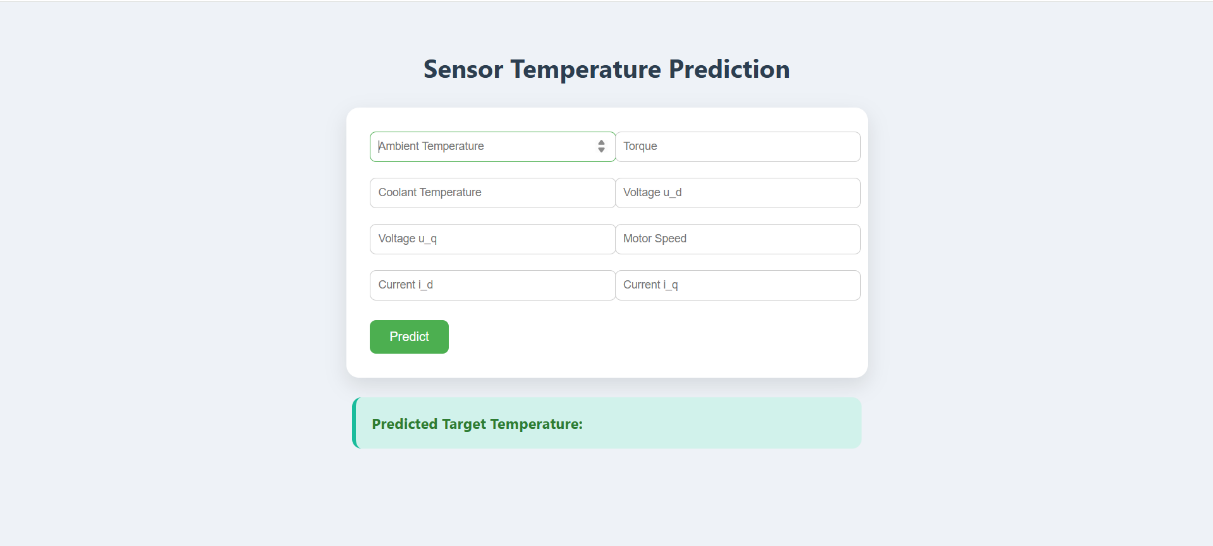 Sensor Temperature Prediction
Ambient Temperature Torque
Coolant Temperature Voltage u_d
Voltage u_q Motor Speed
Current i_d Current i_q
Predict
Predicted Target Temperature: